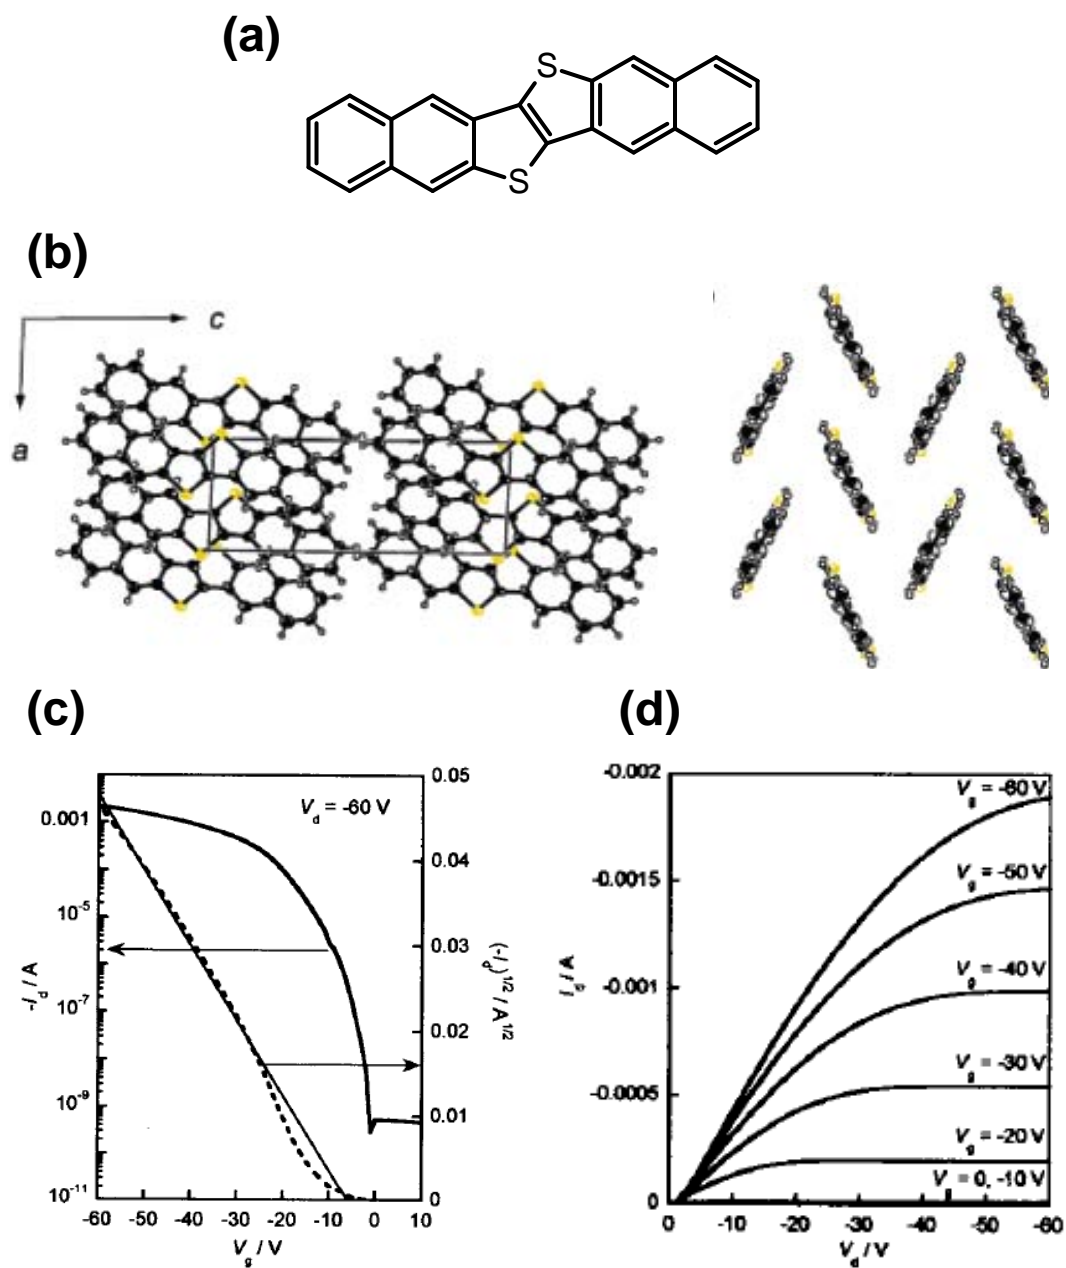 (a)
S
S
(b)
c
a
(c)
(d)
V_d = -60 V
0.001
10^-5
10^-7
10^-9
10^-11
-I_d / A
0.05
0.04
0.03
0.02
0.01
0
(-I_d)^1/2 / A^1/2
-60 -50 -40 -30 -20 -10 0 10
V_g / V
-0.002
-0.0015
-0.001
-0.0005
0
I_d / A
V_g = -60 V
V_g = -50 V
V_g = -40 V
V_g = -30 V
V_g = -20 V
V = 0, -10 V
0 -10 -20 -30 -40 -50 -60
V_d / V